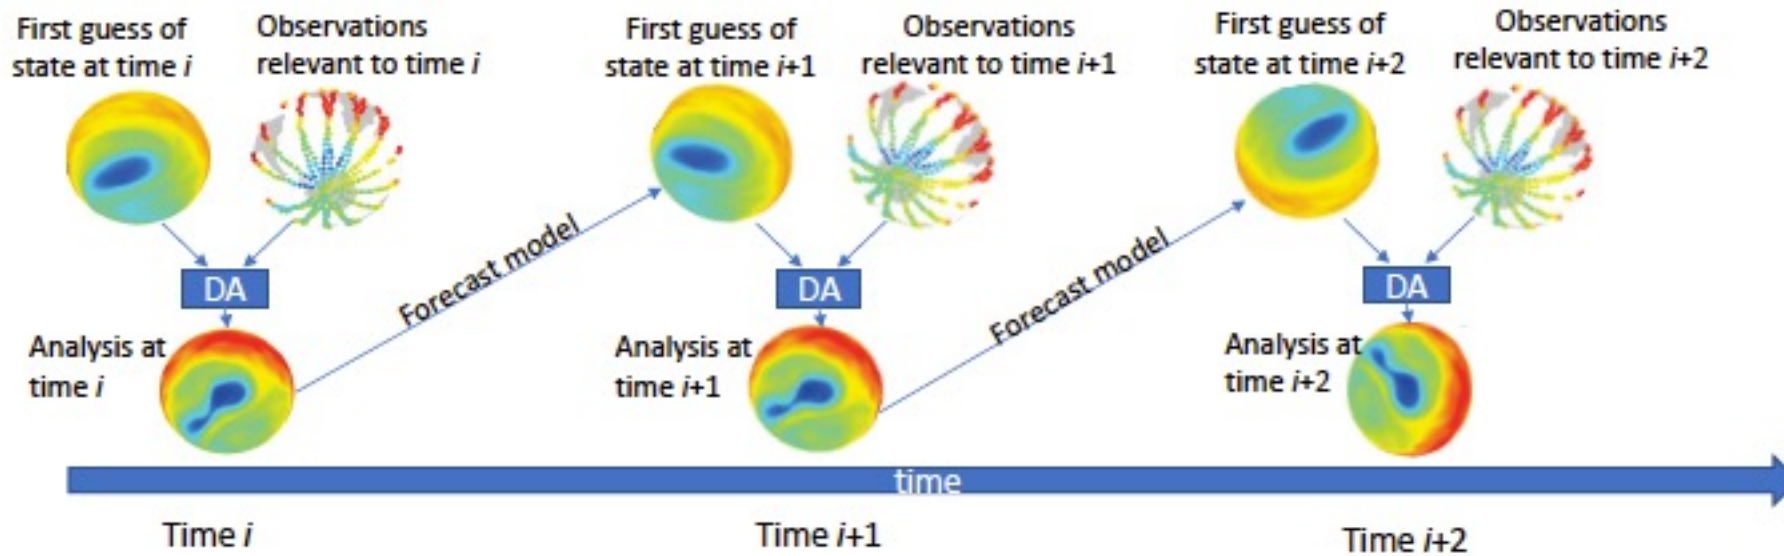 First guess of
state at time i
Observations
relevant to time i
First guess of
state at time i+1
Observations
relevant to time i+1
First guess of
state at time i+2
Observations
relevant to time i+2
DA
DA
DA
Forecast model
Forecast model
Analysis at
time i
Analysis at
time i+1
Analysis at
time i+2
time
Time i
Time i+1
Time i+2